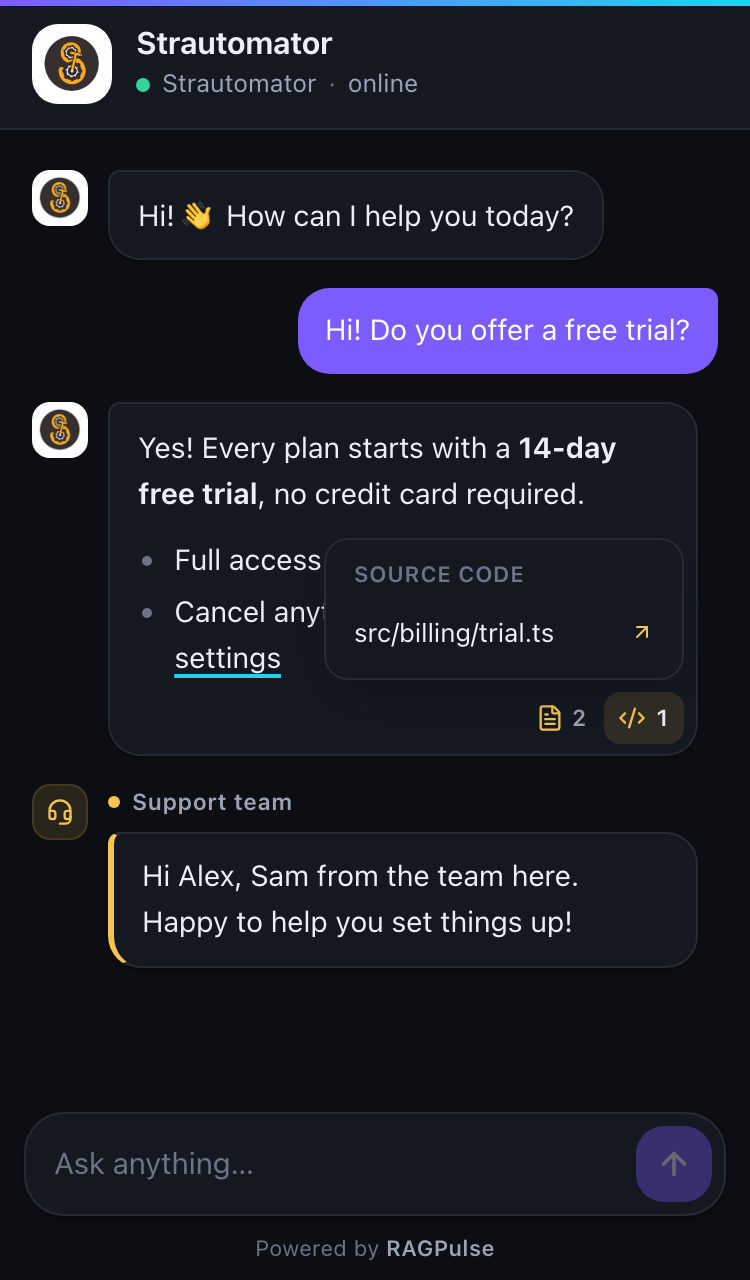 Strautomator
Strautomator · online
Hi! 👋 How can I help you today?
Hi! Do you offer a free trial?
Yes! Every plan starts with a 14-day
free trial, no credit card required.
Full access
Cancel any
settings
SOURCE CODE
src/billing/trial.ts
2
1
Support team
Hi Alex, Sam from the team here.
Happy to help you set things up!
Ask anything...
Powered by RAGPulse